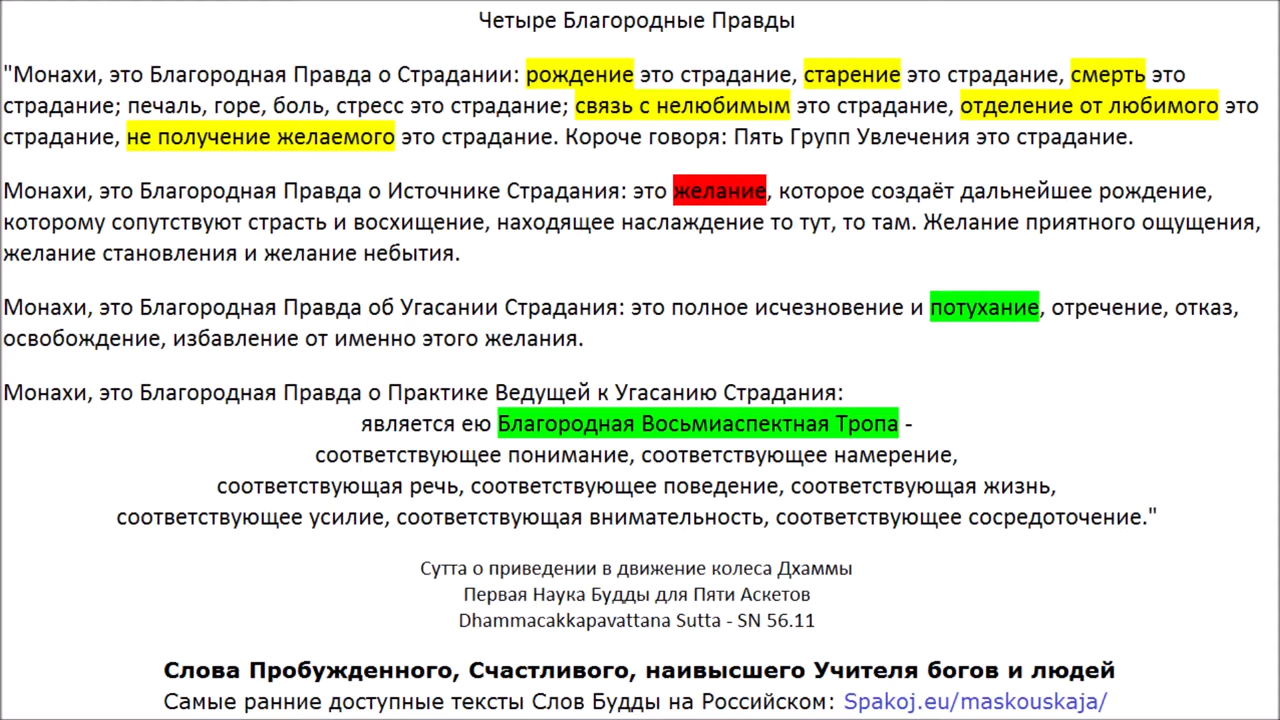 Четыре Благородные Правды
"Монахи, это Благородная Правда о Страдании: рождение это страдание, старение это страдание, смерть это
страдание; печаль, горе, боль, стресс это страдание; связь с нелюбимым это страдание, отделение от любимого это
страдание, не получение желаемого это страдание. Короче говоря: Пять Групп Увлечения это страдание.
Монахи, это Благородная Правда о Источнике Страдания: это желание, которое создаёт дальнейшее рождение,
которому сопутствуют страсть и восхищение, находящее наслаждение то тут, то там. Желание приятного ощущения,
желание становления и желание небытия.
Монахи, это Благородная Правда об Угасании Страдания: это полное исчезновение и потухание, отречение, отказ,
освобождение, избавление от именно этого желания.
Монахи, это Благородная Правда о Практике Ведущей к Угасанию Страдания:
является ею Благородная Восьмиаспектная Тропа -
соответствующее понимание, соответствующее намерение,
соответствующая речь, соответствующее поведение, соответствующая жизнь,
соответствующее усилие, соответствующая внимательность, соответствующее сосредоточение."
Сутта о приведении в движение колеса Дхаммы
Первая Наука Будды для Пяти Аскетов
Dhammacakkapavattana Sutta - SN 56.11
Слова Пробужденного, Счастливого, наивысшего Учителя богов и людей
Самые ранние доступные тексты Слов Будды на Российском: Spakoj.eu/maskouskaja/